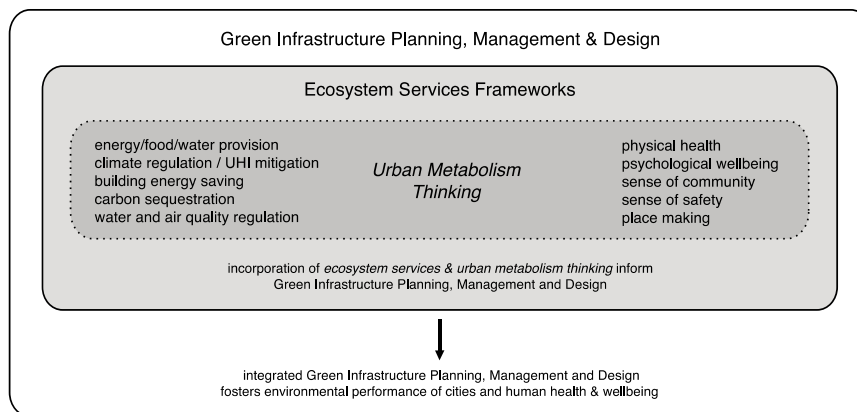 Green Infrastructure Planning, Management & Design
Ecosystem Services Frameworks
energy/food/water provision
climate regulation / UHI mitigation
building energy saving
carbon sequestration
water and air quality regulation
Urban Metabolism
Thinking
physical health
psychological wellbeing
sense of community
sense of safety
place making
incorporation of ecosystem services & urban metabolism thinking inform
Green Infrastructure Planning, Management and Design
integrated Green Infrastructure Planning, Management and Design
fosters environmental performance of cities and human health & wellbeing